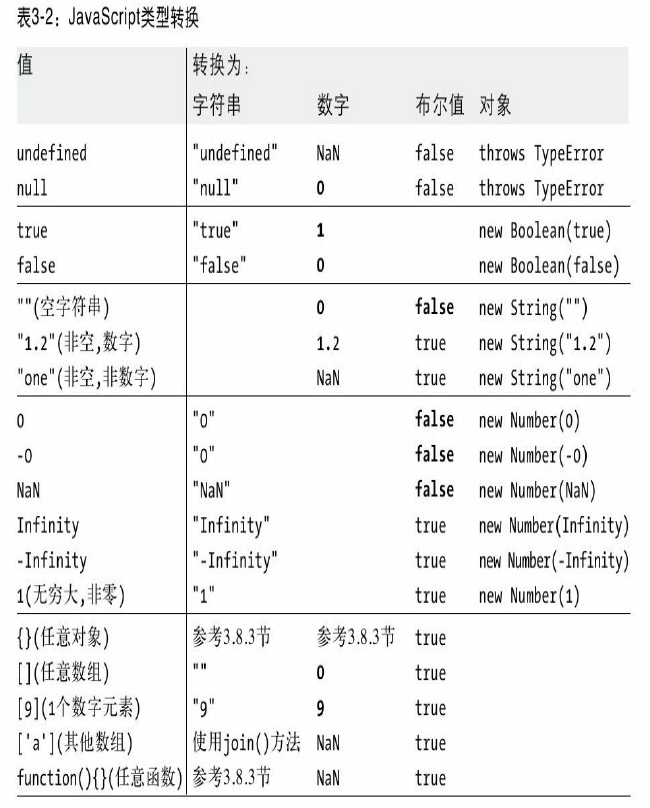 表3-2：JavaScript类型转换
值 转换为：
字符串 数字 布尔值 对象
undefined "undefined" NaN false throws TypeError
null "null" 0 false throws TypeError
true "true" 1 new Boolean(true)
false "false" 0 new Boolean(false)
""(空字符串) 0 false new String("")
"1.2"(非空,数字) 1.2 true new String("1.2")
"one"(非空,非数字) NaN true new String("one")
0 "0" false new Number(0)
-0 "0" false new Number(-0)
NaN "NaN" false new Number(NaN)
Infinity "Infinity" true new Number(Infinity)
-Infinity "-Infinity" true new Number(-Infinity)
1(无穷大,非零) "1" true new Number(1)
{}(任意对象) 参考3.8.3节 参考3.8.3节 true
[](任意数组) "" 0 true
[9](1个数字元素) "9" 9 true
['a'](其他数组) 使用join()方法 NaN true
function(){}(任意函数) 参考3.8.3节 NaN true